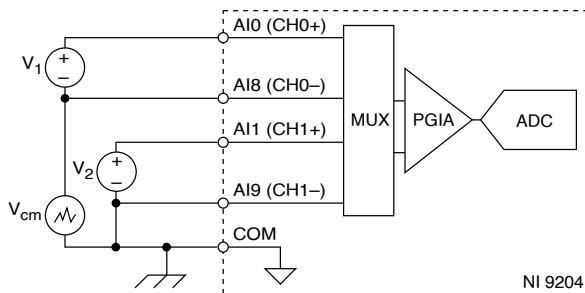 AI0 (CH0+)
V1
+
–
AI8 (CH0–)
MUX
PGIA
ADC
AI1 (CH1+)
V2
+
–
AI9 (CH1–)
Vcm
COM
NI 9204